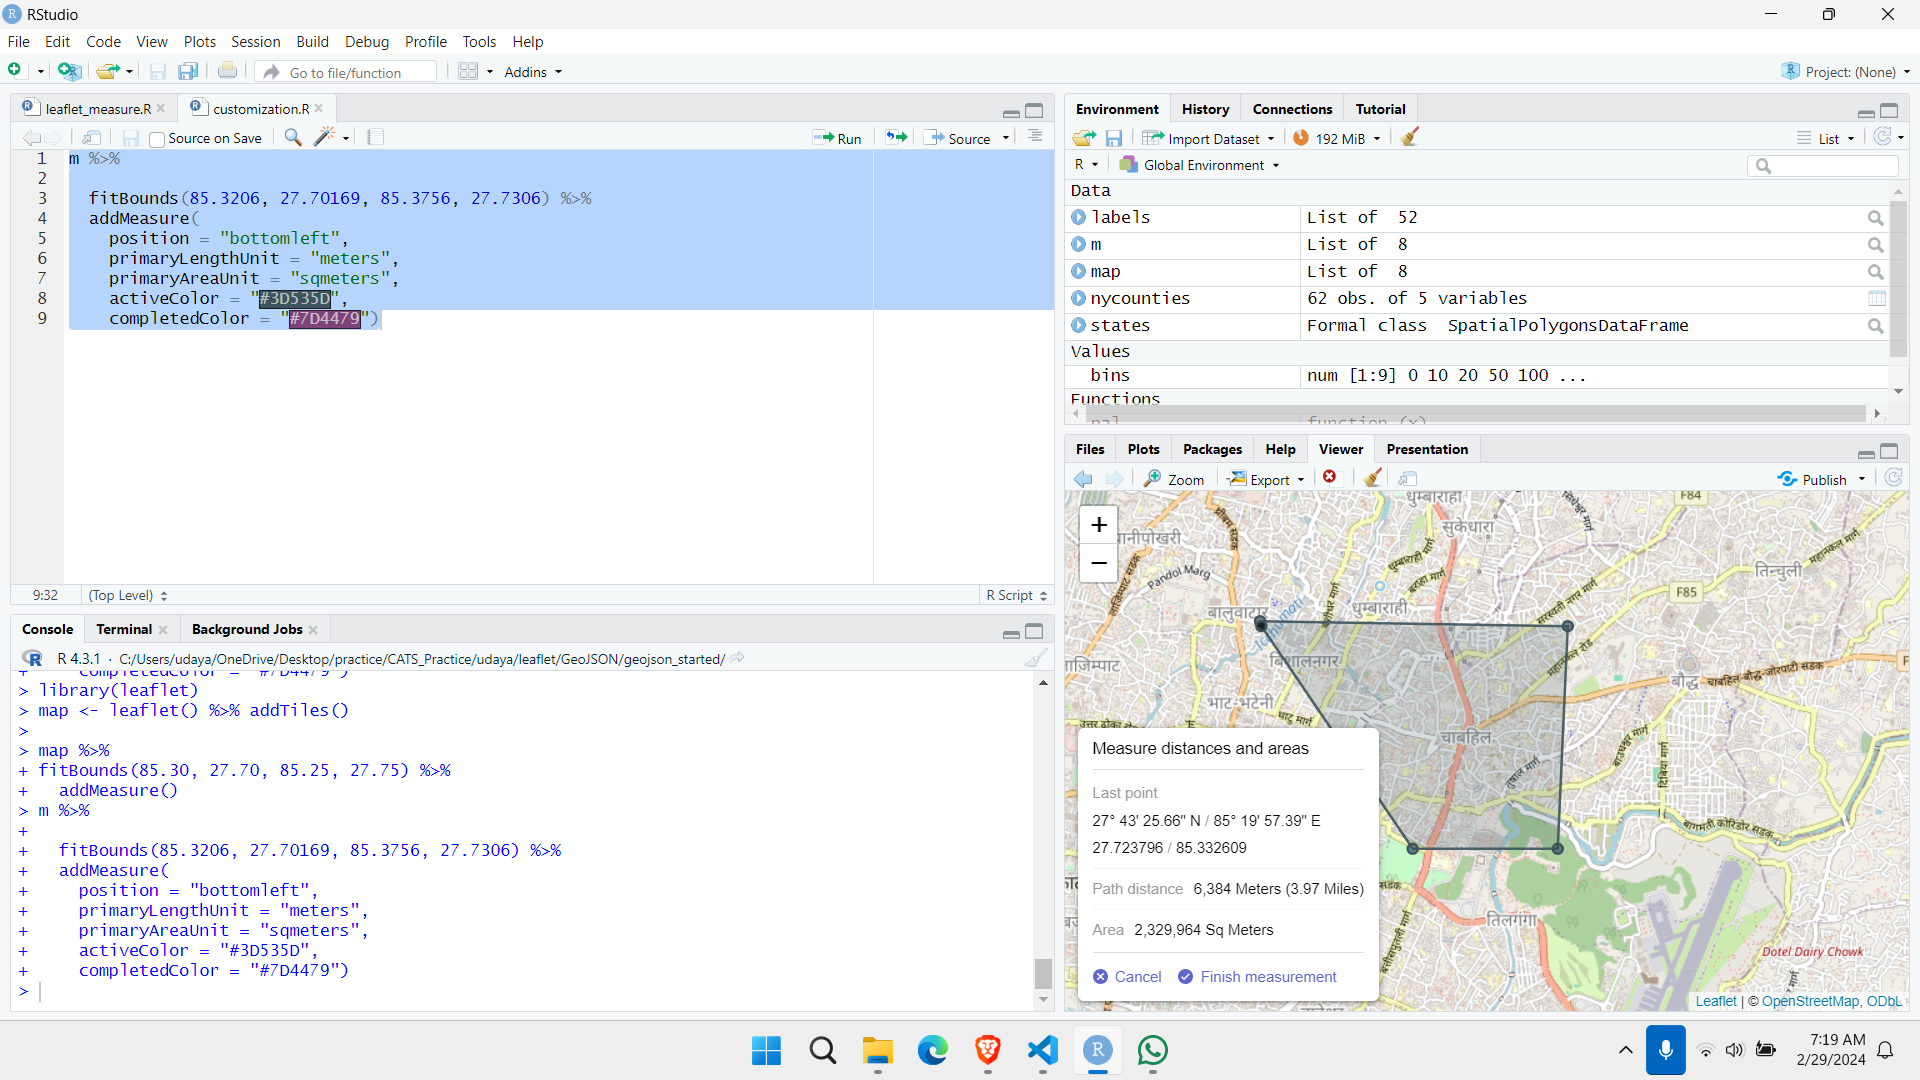 RStudio
File Edit Code View Plots Session Build Debug Profile Tools Help
Go to file/function Addins Project: (None)
leaflet_measure.R customization.R
Source on Save Run Source
1 m %>%
2
3 fitBounds(85.3206, 27.70169, 85.3756, 27.7306) %>%
4 addMeasure(
5 position = "bottomleft",
6 primaryLengthUnit = "meters",
7 primaryAreaUnit = "sqmeters",
8 activeColor = "#3D535D",
9 completedColor = "#7D4479")
9:32 (Top Level) R Script
Console Terminal Background Jobs
R 4.3.1 · C:/Users/udaya/OneDrive/Desktop/practice/CATS_Practice/udaya/leaflet/GeoJSON/geojson_started/
+ completedColor = "#7D4479")
> library(leaflet)
> map <- leaflet() %>% addTiles()
>
> map %>%
+ fitBounds(85.30, 27.70, 85.25, 27.75) %>%
+ addMeasure()
> m %>%
+
+ fitBounds(85.3206, 27.70169, 85.3756, 27.7306) %>%
+ addMeasure(
+ position = "bottomleft",
+ primaryLengthUnit = "meters",
+ primaryAreaUnit = "sqmeters",
+ activeColor = "#3D535D",
+ completedColor = "#7D4479")
>
Environment History Connections Tutorial
Import Dataset 192 MiB List
R Global Environment
Data
labels List of 52
m List of 8
map List of 8
nycounties 62 obs. of 5 variables
states Formal class SpatialPolygonsDataFrame
Values
bins num [1:9] 0 10 20 50 100 ...
Functions
pal function (x)
Files Plots Packages Help Viewer Presentation
Zoom Export Publish
+
−
धुम्बाराही
F84
सुकेधारा
Pandol Marg
तिन्चुली
F85
बालुवाटार
धुम्बाराही
बिशालनगर
बौद्ध
भाट-भटेनी
चाबहिल
तिलगंगा
Dotel Dairy Chowk
Measure distances and areas
Last point
27° 43' 25.66" N / 85° 19' 57.39" E
27.723796 / 85.332609
Path distance 6,384 Meters (3.97 Miles)
Area 2,329,964 Sq Meters
Cancel Finish measurement
Leaflet | © OpenStreetMap, ODbL
7:19 AM
2/29/2024